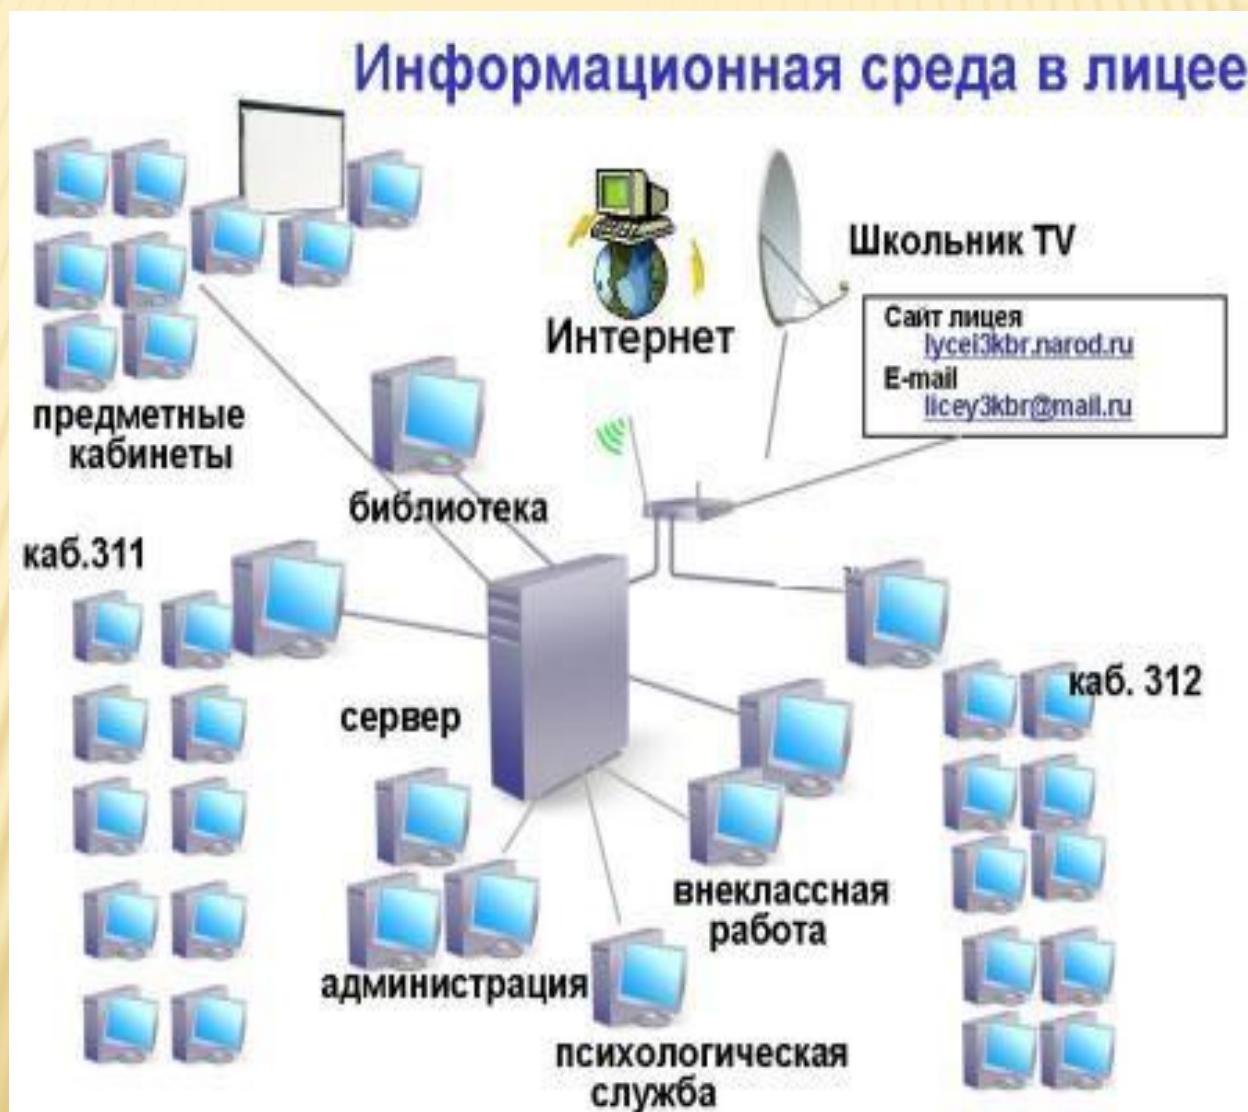 Информационная среда в лицее
Школьник TV
Интернет
Сайт лицея
lycei3kbr.narod.ru
E-mail
licey3kbr@mail.ru
предметные
кабинеты
библиотека
каб.311
каб. 312
сервер
внеклассная
работа
администрация
психологическая
служба